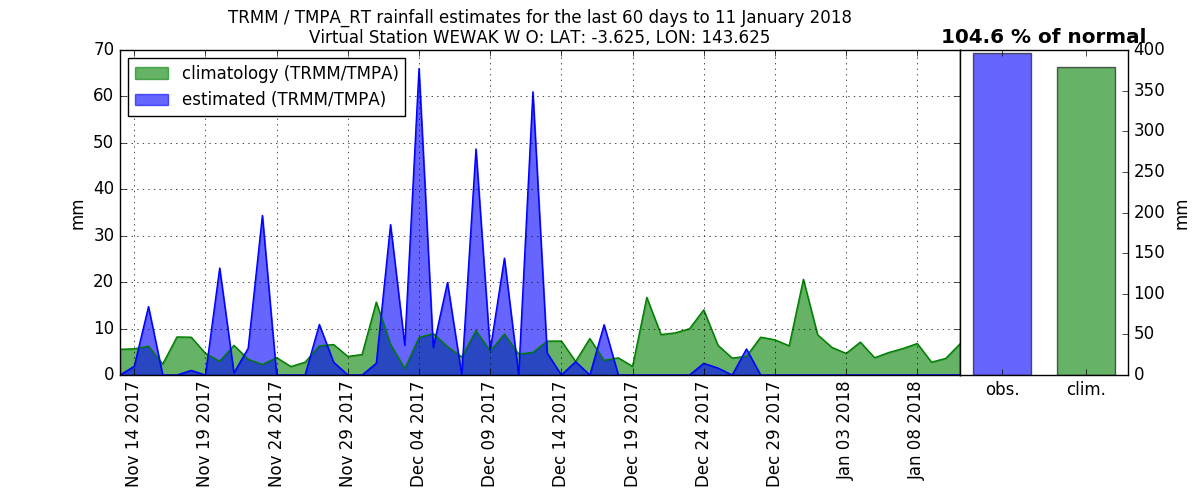 TRMM / TMPA_RT rainfall estimates for the last 60 days to 11 January 2018
Virtual Station WEWAK W O: LAT: -3.625, LON: 143.625
104.6 % of normal
climatology (TRMM/TMPA)
estimated (TRMM/TMPA)
70
60
50
40
30
20
10
0
mm
Nov 14 2017
Nov 19 2017
Nov 24 2017
Nov 29 2017
Dec 04 2017
Dec 09 2017
Dec 14 2017
Dec 19 2017
Dec 24 2017
Dec 29 2017
Jan 03 2018
Jan 08 2018
obs.
clim.
400
350
300
250
200
150
100
50
0
mm